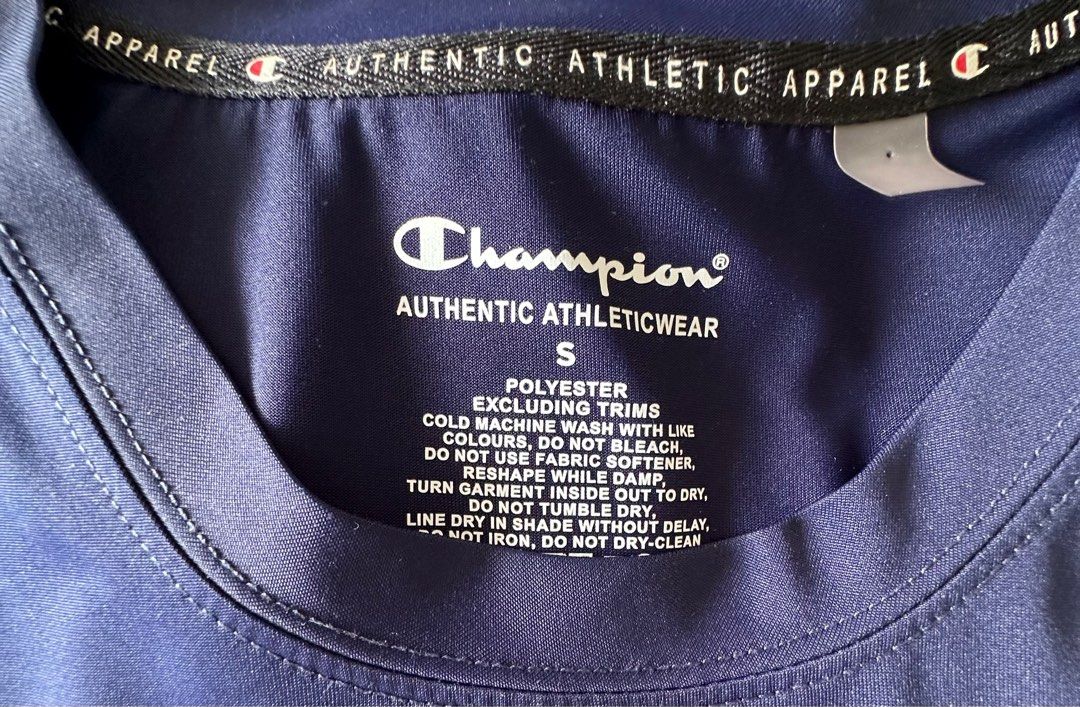 C APPAREL C AUTHENTIC ATHLETIC APPAREL C AUT
Champion®
AUTHENTIC ATHLETICWEAR
S
POLYESTER
EXCLUDING TRIMS
COLD MACHINE WASH WITH LIKE
COLOURS, DO NOT BLEACH,
DO NOT USE FABRIC SOFTENER,
RESHAPE WHILE DAMP,
TURN GARMENT INSIDE OUT TO DRY,
DO NOT TUMBLE DRY,
LINE DRY IN SHADE WITHOUT DELAY,
DO NOT IRON, DO NOT DRY-CLEAN